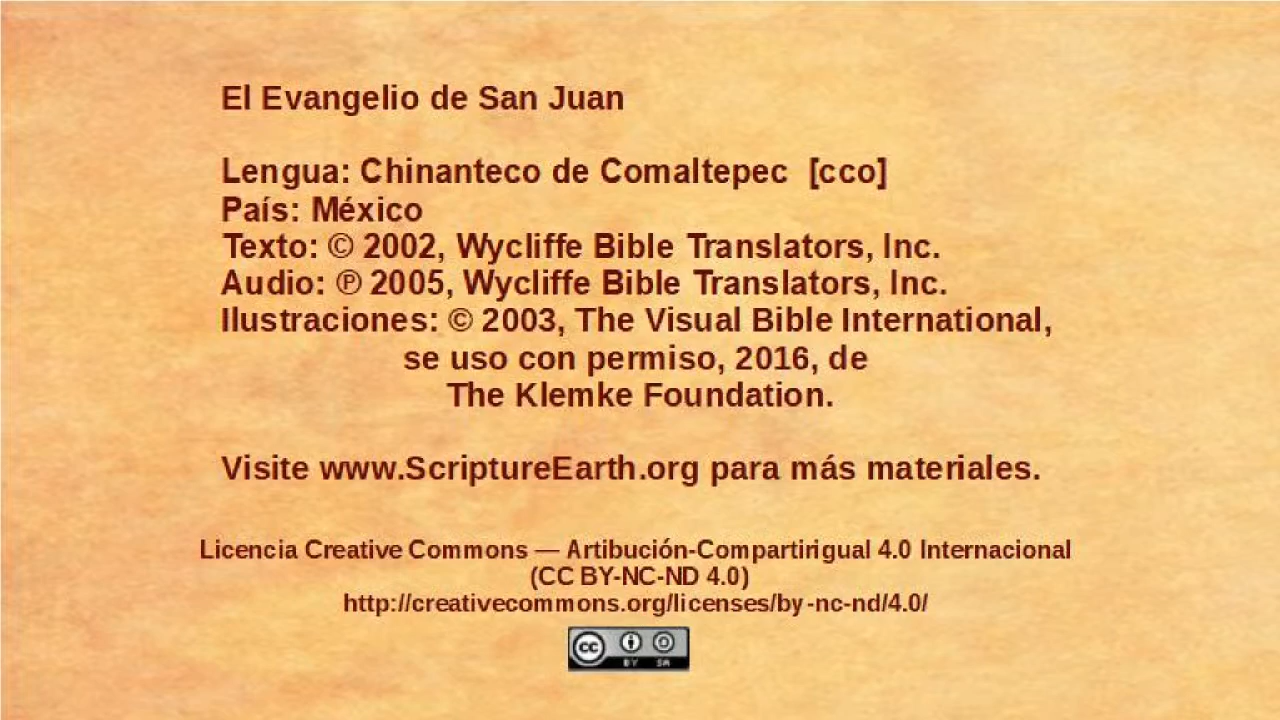 El Evangelio de San Juan
Lengua: Chinanteco de Comaltepec [cco]
País: México
Texto: © 2002, Wycliffe Bible Translators, Inc.
Audio: ℗ 2005, Wycliffe Bible Translators, Inc.
Ilustraciones: © 2003, The Visual Bible International,
se uso con permiso, 2016, de
The Klemke Foundation.
Visite www.ScriptureEarth.org para más materiales.
Licencia Creative Commons — Artibución-Compartirigual 4.0 Internacional
(CC BY-NC-ND 4.0)
http://creativecommons.org/licenses/by-nc-nd/4.0/
cc BY SA